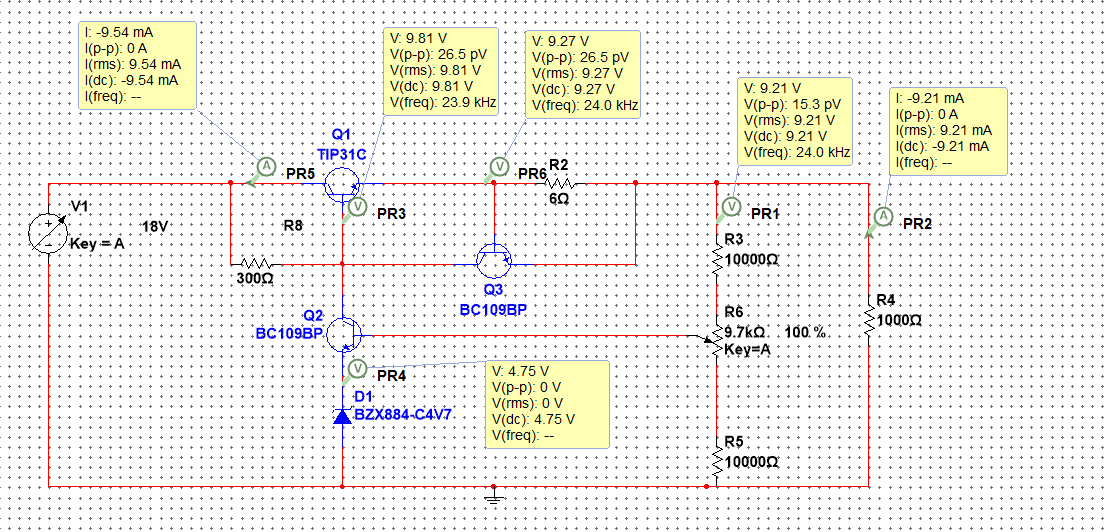 I: -9.54 mA
I(p-p): 0 A
I(rms): 9.54 mA
I(dc): -9.54 mA
I(freq): --
V: 9.81 V
V(p-p): 26.5 pV
V(rms): 9.81 V
V(dc): 9.81 V
V(freq): 23.9 kHz
V: 9.27 V
V(p-p): 26.5 pV
V(rms): 9.27 V
V(dc): 9.27 V
V(freq): 24.0 kHz
V: 9.21 V
V(p-p): 15.3 pV
V(rms): 9.21 V
V(dc): 9.21 V
V(freq): 24.0 kHz
I: -9.21 mA
I(p-p): 0 A
I(rms): 9.21 mA
I(dc): -9.21 mA
I(freq): --
Q1
TIP31C
A
PR5
V
PR6
R2
6Ω
V
PR3
V
PR1
A
PR2
V1
18V
Key = A
R8
300Ω
Q3
BC109BP
R3
10000Ω
Q2
BC109BP
R6
9.7kΩ 100 %
Key=A
R4
1000Ω
V
PR4
V: 4.75 V
V(p-p): 0 V
V(rms): 0 V
V(dc): 4.75 V
V(freq): --
D1
BZX884-C4V7
R5
10000Ω